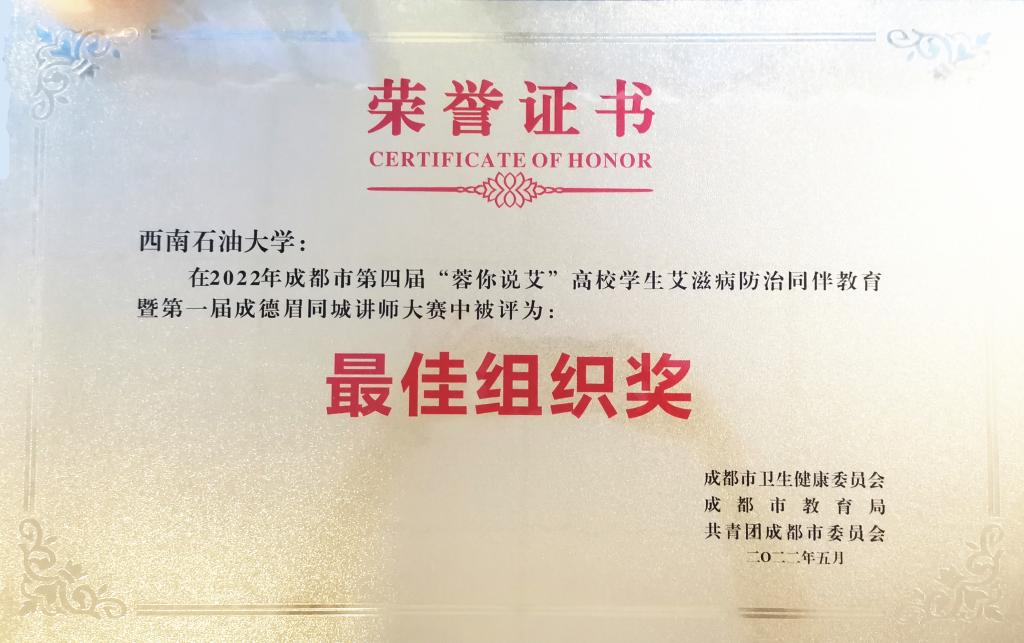 荣誉证书
CERTIFICATE OF HONOR
西南石油大学：
在2022年成都市第四届“蓉你说艾”高校学生艾滋病防治同伴教育
暨第一届成德眉同城讲师大赛中被评为：
最佳组织奖
成都市卫生健康委员会
成都市教育局
共青团成都市委员会
二〇二二年五月